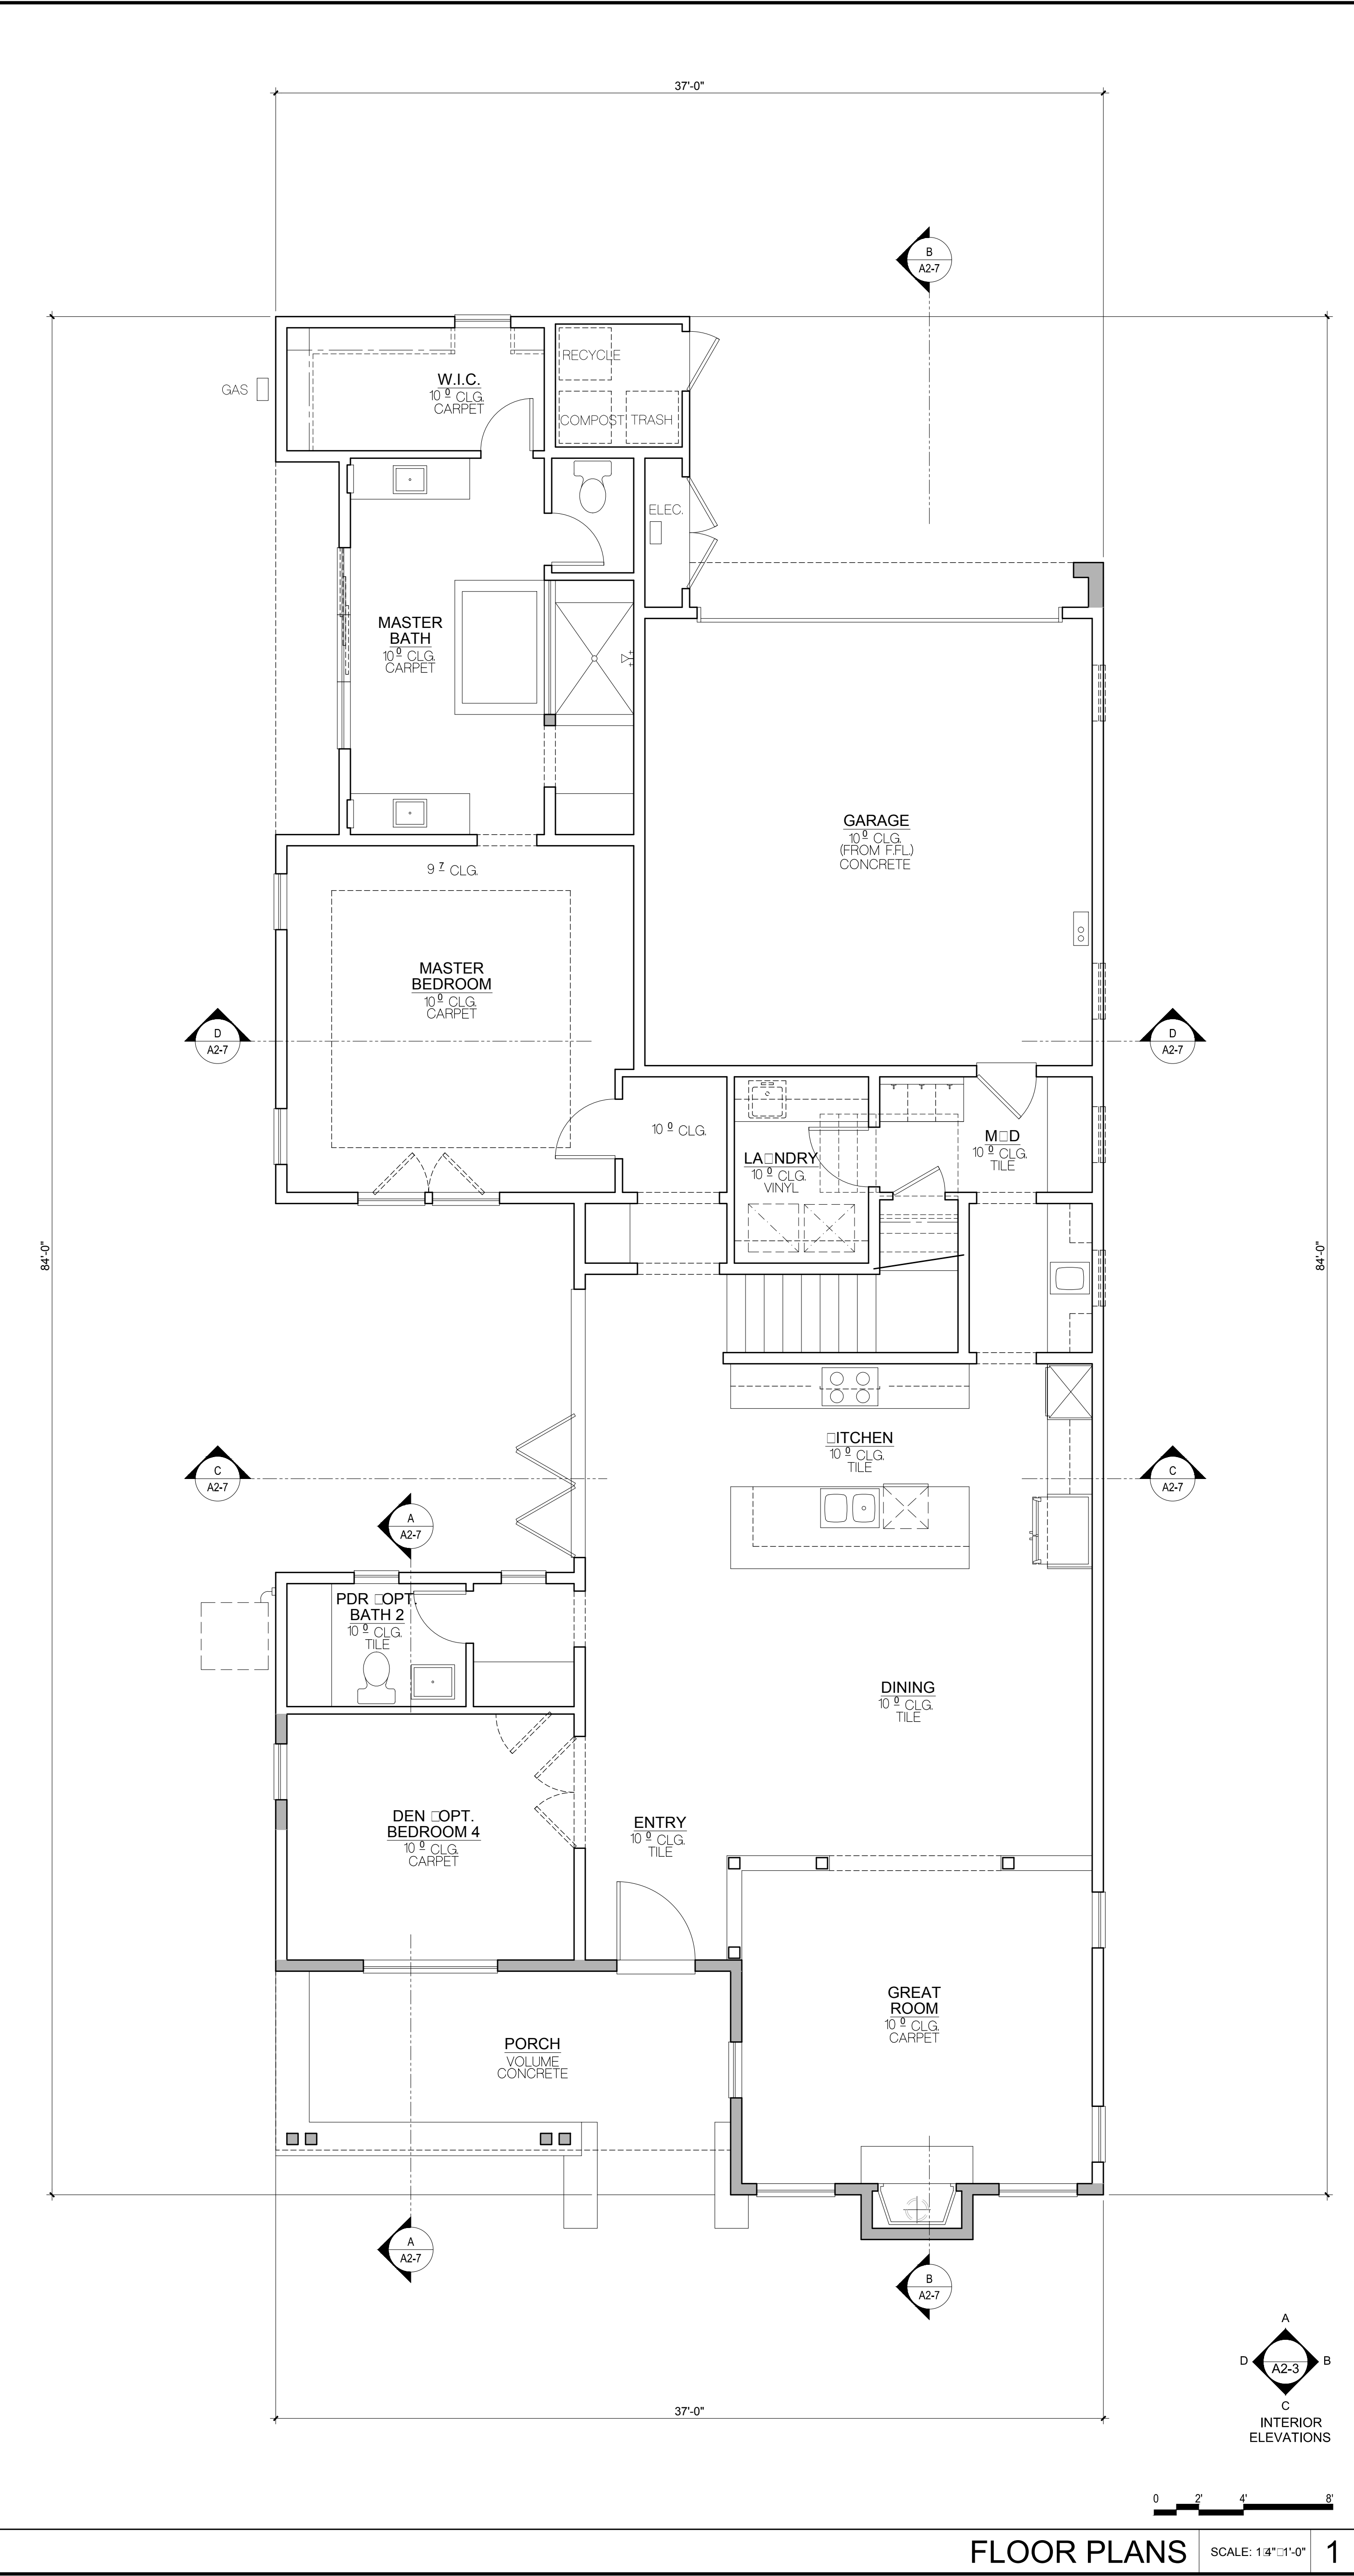 37'-0"
B
A2-7
RECYCLE
W.I.C.
10 0 CLG.
CARPET
GAS
COMPOST
TRASH
ELEC.
MASTER
BATH
10 0 CLG.
CARPET
GARAGE
10 0 CLG.
(FROM F.FL.)
CONCRETE
9 7 CLG.
MASTER
BEDROOM
10 0 CLG.
CARPET
D
A2-7
D
A2-7
10 0 CLG.
M□D
10 0 CLG.
TILE
LA□NDRY
10 0 CLG.
VINYL
84'-0"
84'-0"
□ITCHEN
10 0 CLG.
TILE
C
A2-7
C
A2-7
A
A2-7
PDR □OPT.
BATH 2
10 0 CLG.
TILE
DINING
10 0 CLG.
TILE
DEN □OPT.
BEDROOM 4
10 0 CLG.
CARPET
ENTRY
10 0 CLG.
TILE
GREAT
ROOM
10 0 CLG.
CARPET
PORCH
VOLUME
CONCRETE
A
A2-7
B
A2-7
A
D A2-3 B
C
INTERIOR
ELEVATIONS
37'-0"
0 2' 4' 8'
FLOOR PLANS SCALE: 1□4"□1'-0" 1